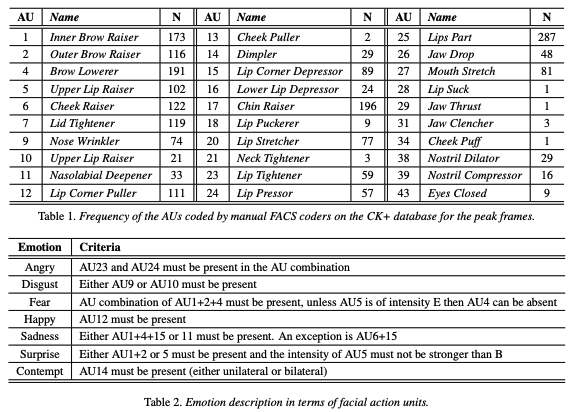 AU Name N AU Name N AU Name N
1 Inner Brow Raiser 173 13 Cheek Puller 2 25 Lips Part 287
2 Outer Brow Raiser 116 14 Dimpler 29 26 Jaw Drop 48
4 Brow Lowerer 191 15 Lip Corner Depressor 89 27 Mouth Stretch 81
5 Upper Lip Raiser 102 16 Lower Lip Depressor 24 28 Lip Suck 1
6 Cheek Raiser 122 17 Chin Raiser 196 29 Jaw Thrust 1
7 Lid Tightener 119 18 Lip Puckerer 9 31 Jaw Clencher 3
9 Nose Wrinkler 74 20 Lip Stretcher 77 34 Cheek Puff 1
10 Upper Lip Raiser 21 21 Neck Tightener 3 38 Nostril Dilator 29
11 Nasolabial Deepener 33 23 Lip Tightener 59 39 Nostril Compressor 16
12 Lip Corner Puller 111 24 Lip Pressor 57 43 Eyes Closed 9
Table 1. Frequency of the AUs coded by manual FACS coders on the CK+ database for the peak frames.
Emotion Criteria
Angry AU23 and AU24 must be present in the AU combination
Disgust Either AU9 or AU10 must be present
Fear AU combination of AU1+2+4 must be present, unless AU5 is of intensity E then AU4 can be absent
Happy AU12 must be present
Sadness Either AU1+4+15 or 11 must be present. An exception is AU6+15
Surprise Either AU1+2 or 5 must be present and the intensity of AU5 must not be stronger than B
Contempt AU14 must be present (either unilateral or bilateral)
Table 2. Emotion description in terms of facial action units.